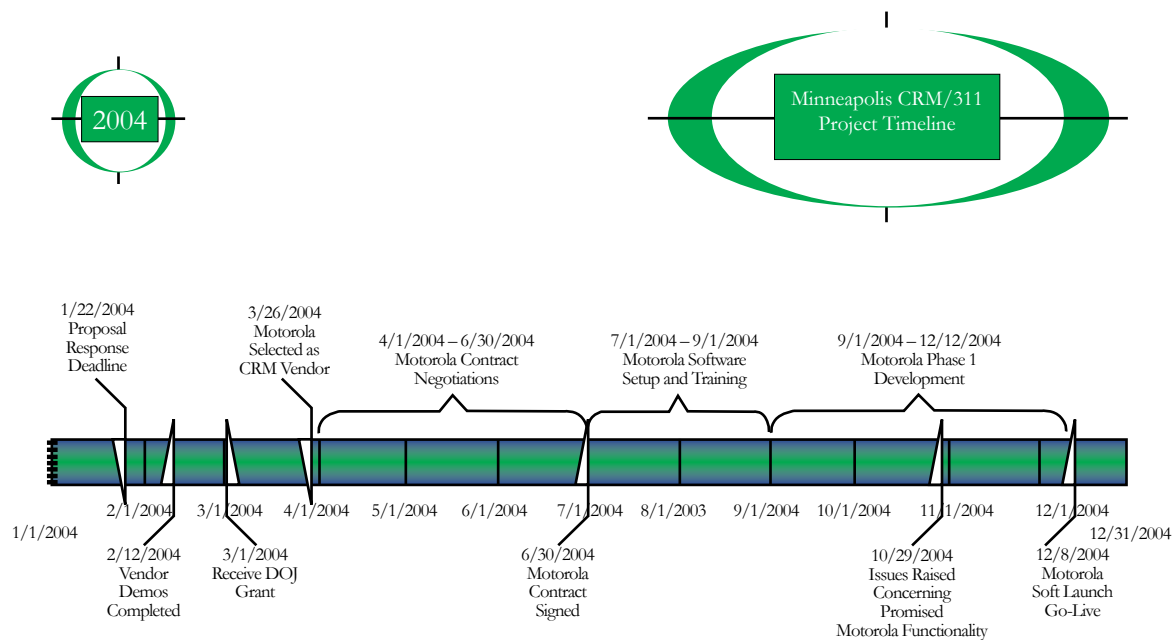 2004
Minneapolis CRM/311
Project Timeline
1/22/2004
Proposal
Response
Deadline
3/26/2004
Motorola
Selected as
CRM Vendor
4/1/2004 – 6/30/2004
Motorola Contract
Negotiations
7/1/2004 – 9/1/2004
Motorola Software
Setup and Training
9/1/2004 – 12/12/2004
Motorola Phase 1
Development
1/1/2004
2/1/2004
3/1/2004
4/1/2004
5/1/2004
6/1/2004
7/1/2004
8/1/2003
9/1/2004
10/1/2004
11/1/2004
12/1/2004
12/31/2004
2/12/2004
Vendor
Demos
Completed
3/1/2004
Receive DOJ
Grant
6/30/2004
Motorola
Contract
Signed
10/29/2004
Issues Raised
Concerning
Promised
Motorola Functionality
12/8/2004
Motorola
Soft Launch
Go-Live